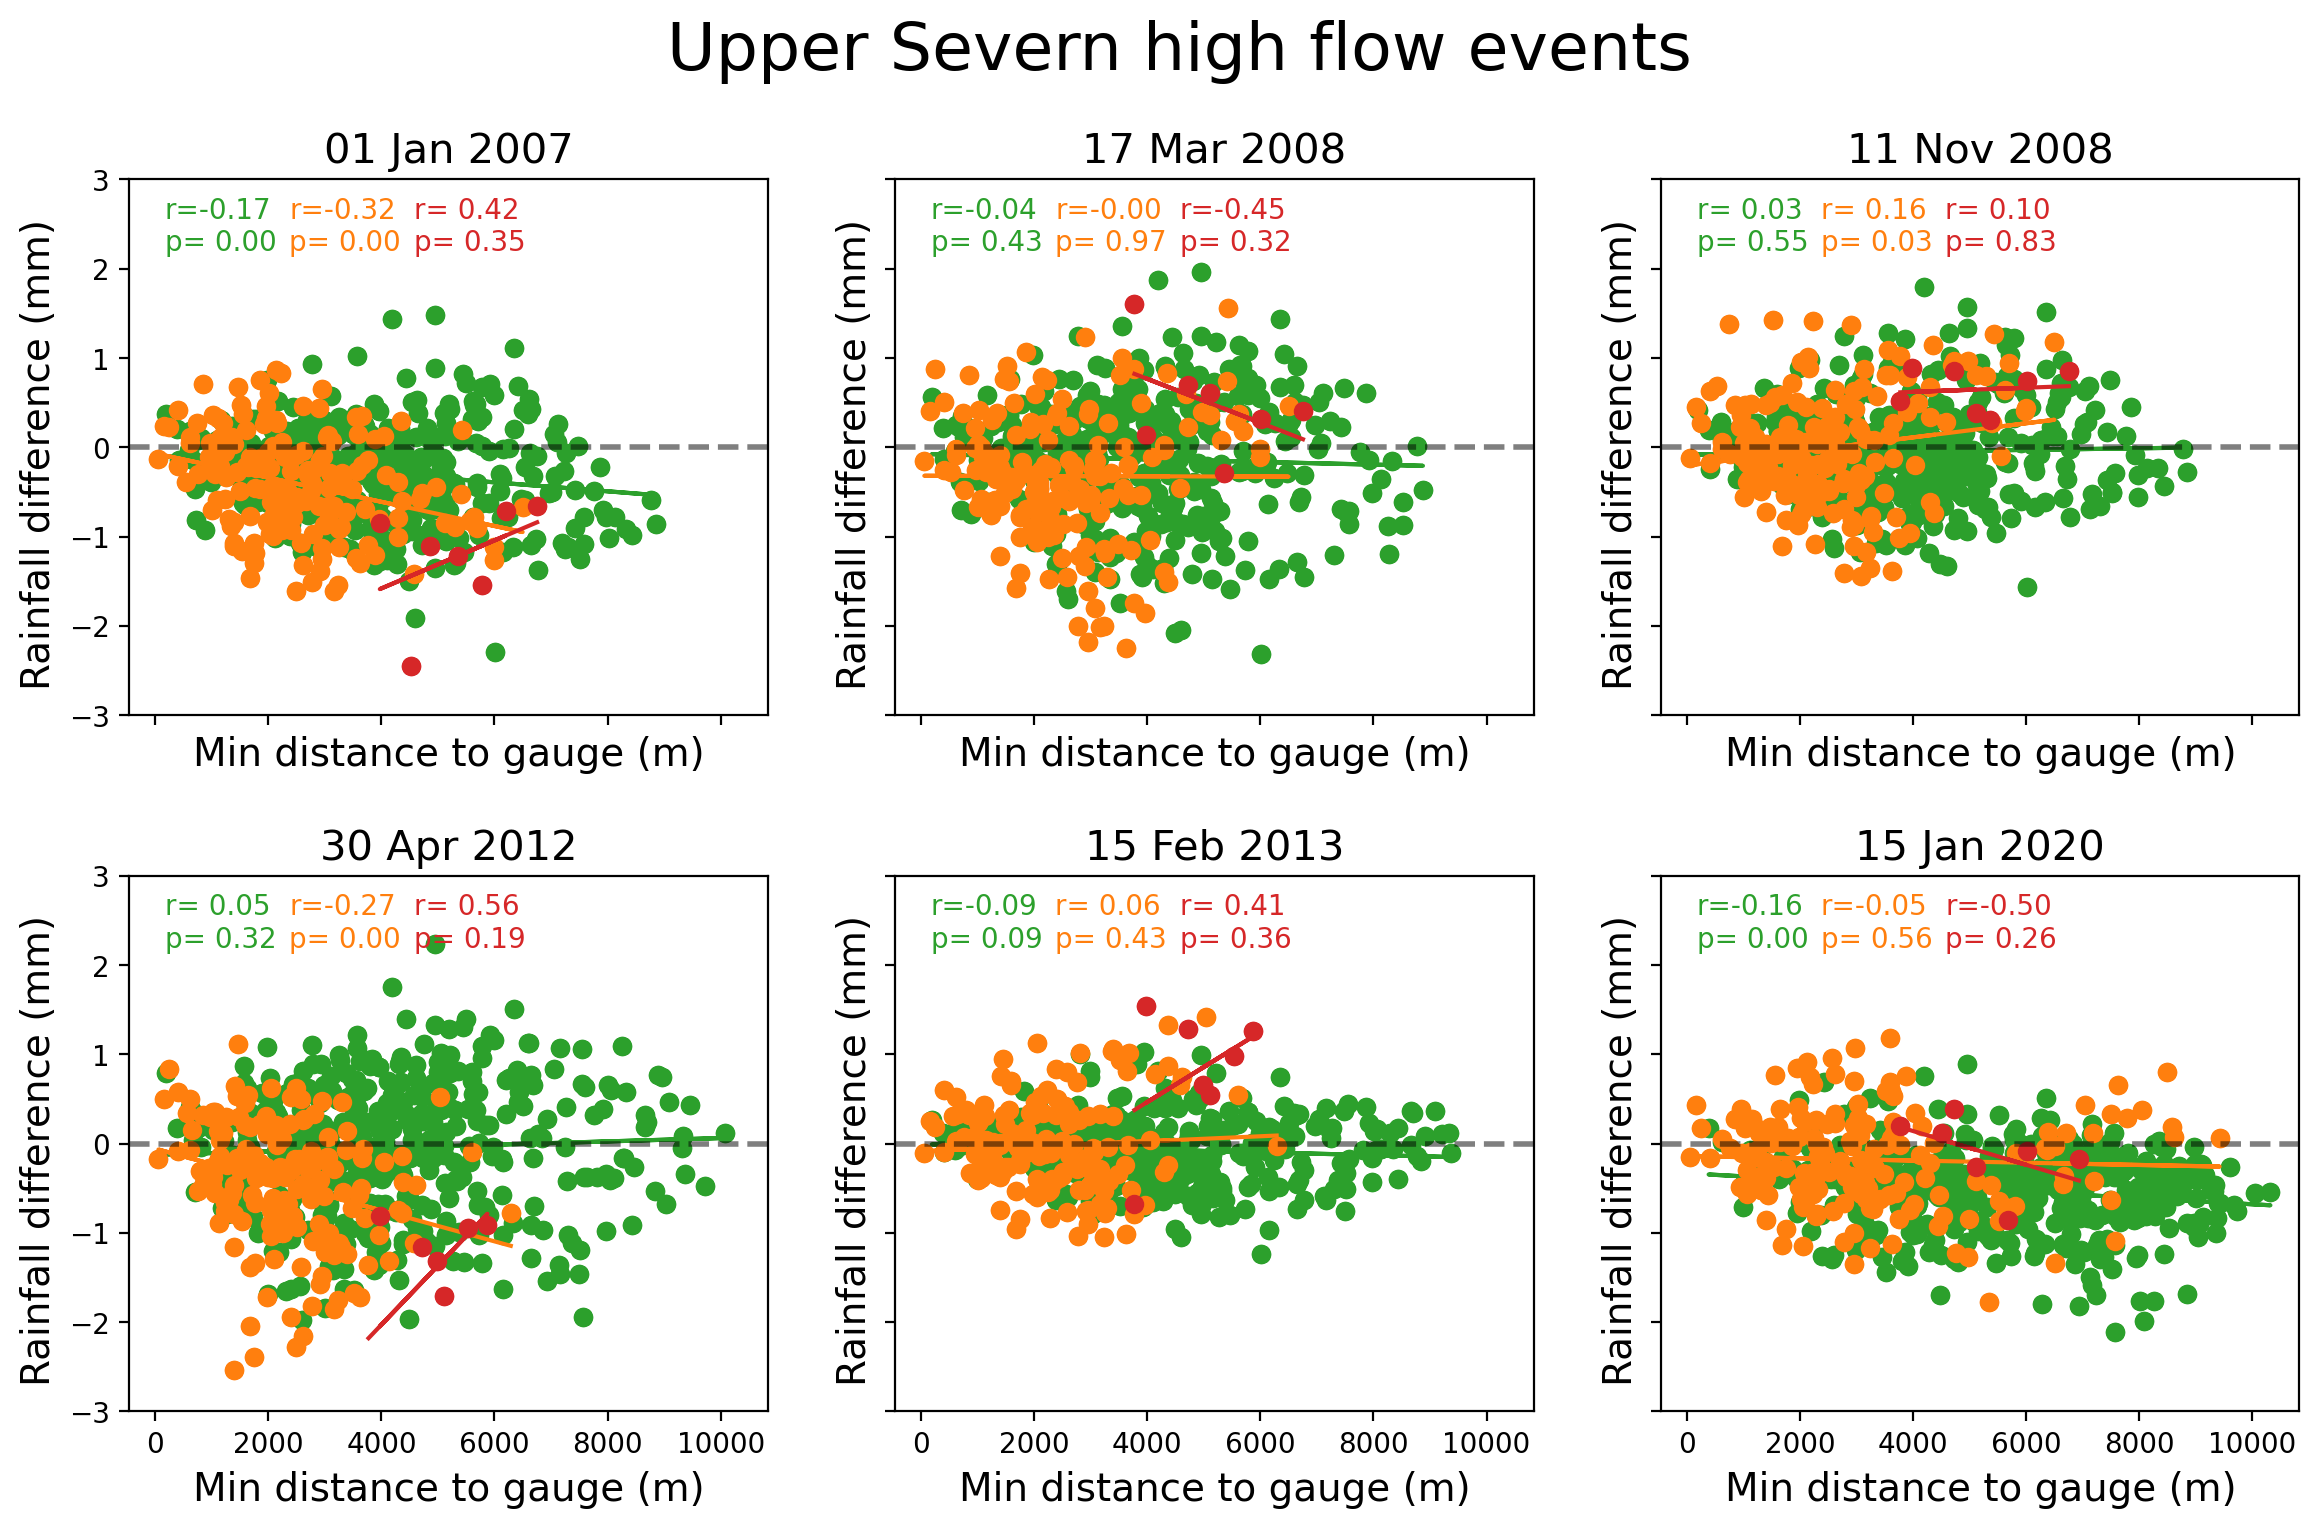 Upper Severn high flow events
01 Jan 2007
r=-0.17 r=-0.32 r= 0.42
p= 0.00 p= 0.00 p= 0.35
3
2
1
0
−1
−2
−3
Rainfall difference (mm)
Min distance to gauge (m)
17 Mar 2008
r=-0.04 r=-0.00 r=-0.45
p= 0.43 p= 0.97 p= 0.32
Rainfall difference (mm)
Min distance to gauge (m)
11 Nov 2008
r= 0.03 r= 0.16 r= 0.10
p= 0.55 p= 0.03 p= 0.83
Rainfall difference (mm)
Min distance to gauge (m)
30 Apr 2012
r= 0.05 r=-0.27 r= 0.56
p= 0.32 p= 0.00 p= 0.19
3
2
1
0
−1
−2
−3
Rainfall difference (mm)
0 2000 4000 6000 8000 10000
Min distance to gauge (m)
15 Feb 2013
r=-0.09 r= 0.06 r= 0.41
p= 0.09 p= 0.43 p= 0.36
Rainfall difference (mm)
0 2000 4000 6000 8000 10000
Min distance to gauge (m)
15 Jan 2020
r=-0.16 r=-0.05 r=-0.50
p= 0.00 p= 0.56 p= 0.26
Rainfall difference (mm)
0 2000 4000 6000 8000 10000
Min distance to gauge (m)